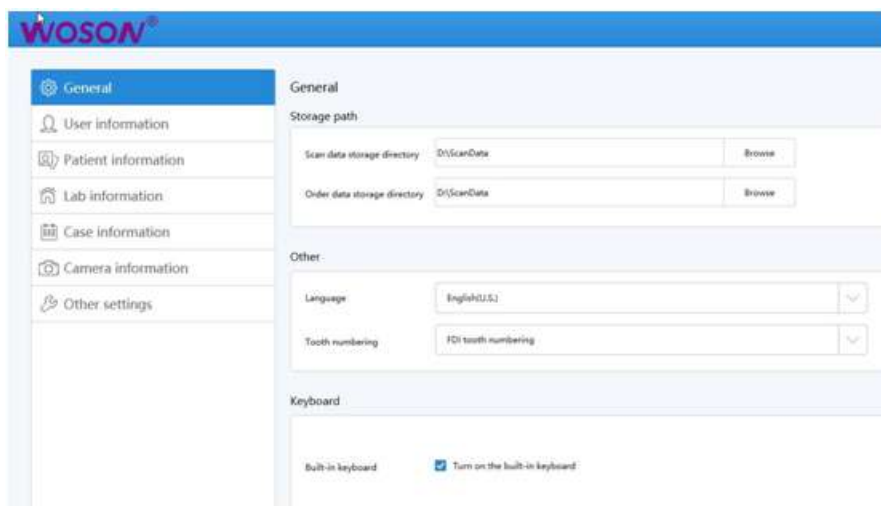 WOSON®
General
User information
Patient information
Lab information
Case information
Camera information
Other settings
General
Storage path
Scan data storage directory D:\ScanData Browse
Order data storage directory D:\ScanData Browse
Other
Language English(U.S.)
Tooth numbering FDI tooth numbering
Keyboard
Built-in keyboard Turn on the built-in keyboard